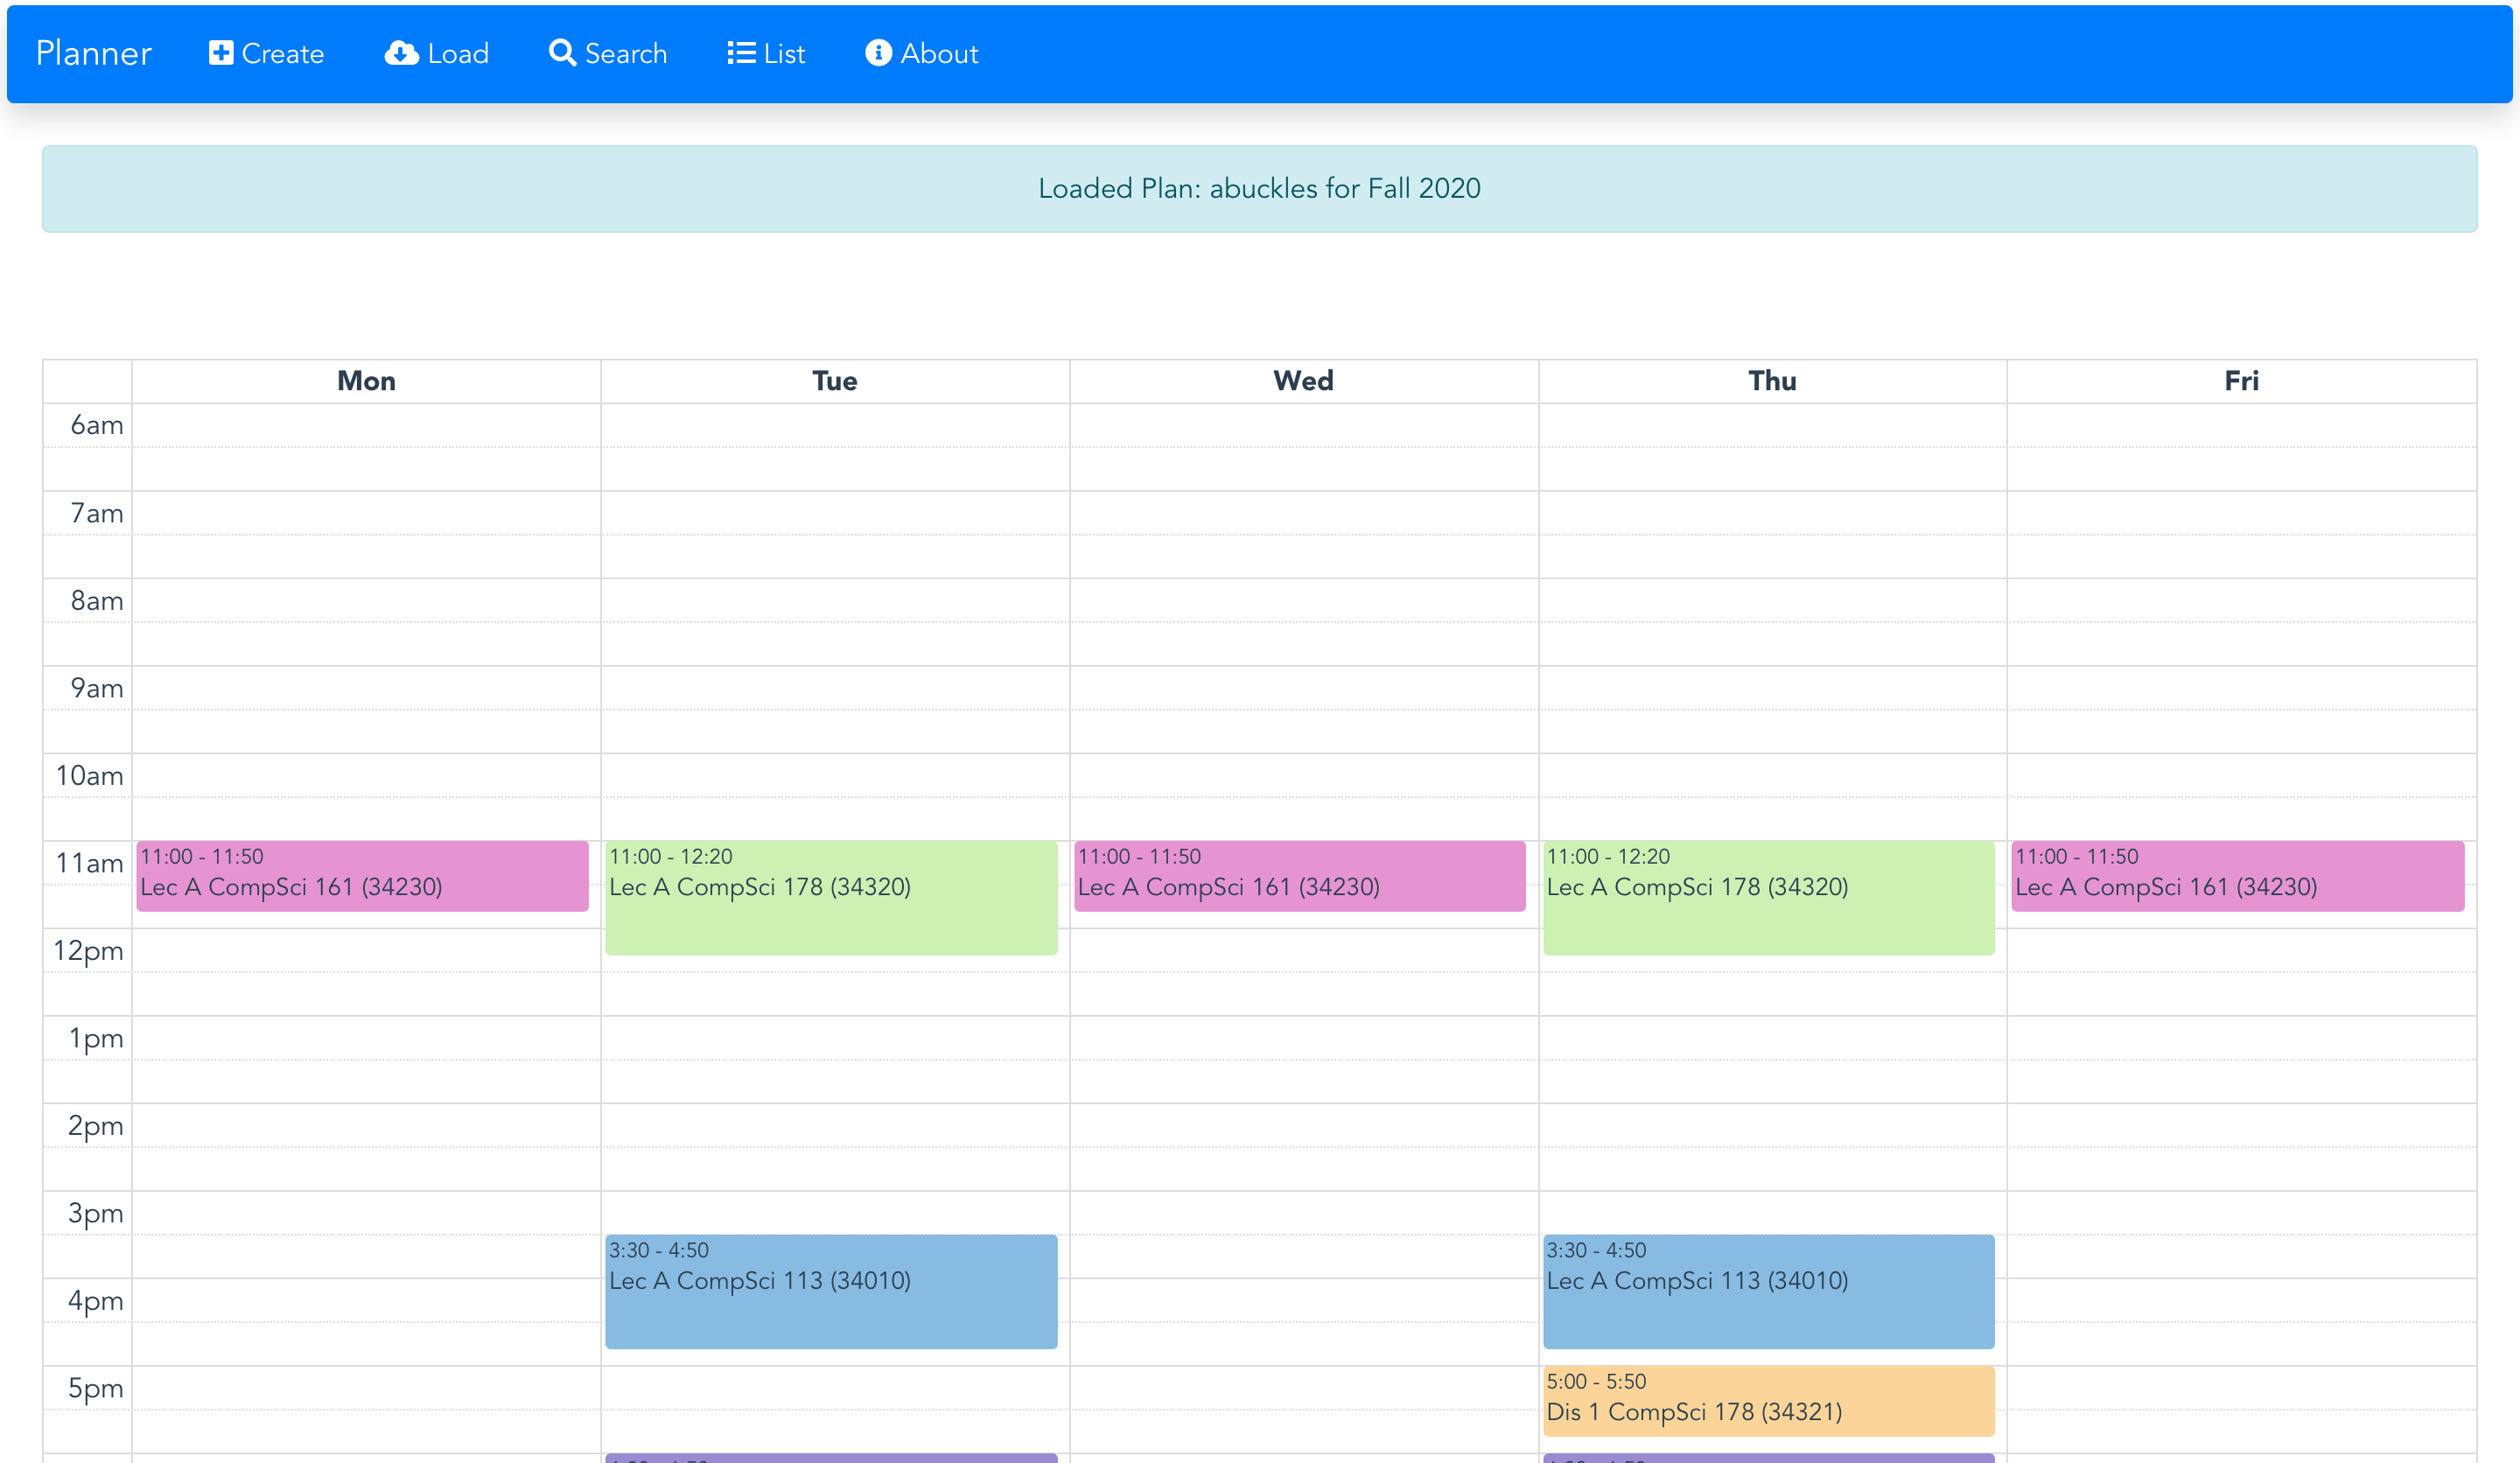 Planner Create Load Search List About
Loaded Plan: abuckles for Fall 2020
Mon Tue Wed Thu Fri
6am
7am
8am
9am
10am
11am
11:00 - 11:50
Lec A CompSci 161 (34230)
11:00 - 12:20
Lec A CompSci 178 (34320)
11:00 - 11:50
Lec A CompSci 161 (34230)
11:00 - 12:20
Lec A CompSci 178 (34320)
11:00 - 11:50
Lec A CompSci 161 (34230)
12pm
1pm
2pm
3pm
3:30 - 4:50
Lec A CompSci 113 (34010)
3:30 - 4:50
Lec A CompSci 113 (34010)
4pm
5pm
5:00 - 5:50
Dis 1 CompSci 178 (34321)